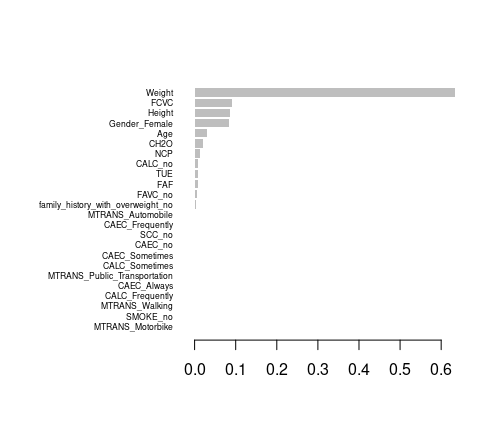 Weight
FCVC
Height
Gender_Female
Age
CH2O
NCP
CALC_no
TUE
FAF
FAVC_no
family_history_with_overweight_no
MTRANS_Automobile
CAEC_Frequently
SCC_no
CAEC_no
CAEC_Sometimes
CALC_Sometimes
MTRANS_Public_Transportation
CAEC_Always
CALC_Frequently
MTRANS_Walking
SMOKE_no
MTRANS_Motorbike
0.0 0.1 0.2 0.3 0.4 0.5 0.6